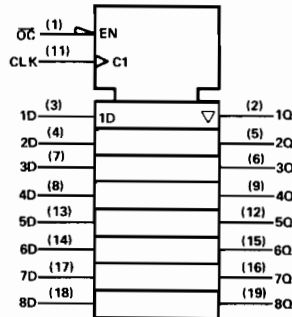 O̅C̅ (1) EN
CLK (11) C1
1D (3) 1D ▽ (2) 1Q
2D (4) (5) 2Q
3D (7) (6) 3Q
4D (8) (9) 4Q
5D (13) (12) 5Q
6D (14) (15) 6Q
7D (17) (16) 7Q
8D (18) (19) 8Q